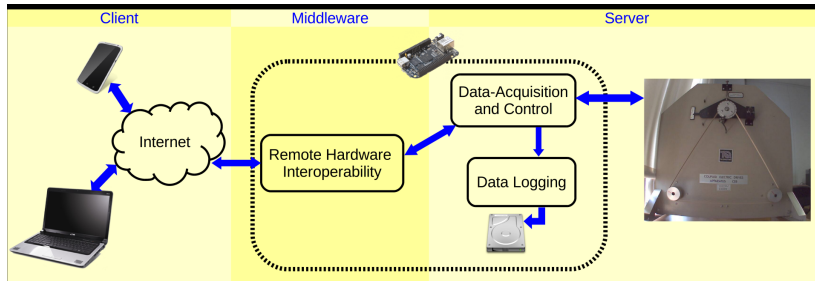 Client
Middleware
Server
Internet
Remote Hardware
Interoperability
Data-Acquisition
and Control
Data Logging